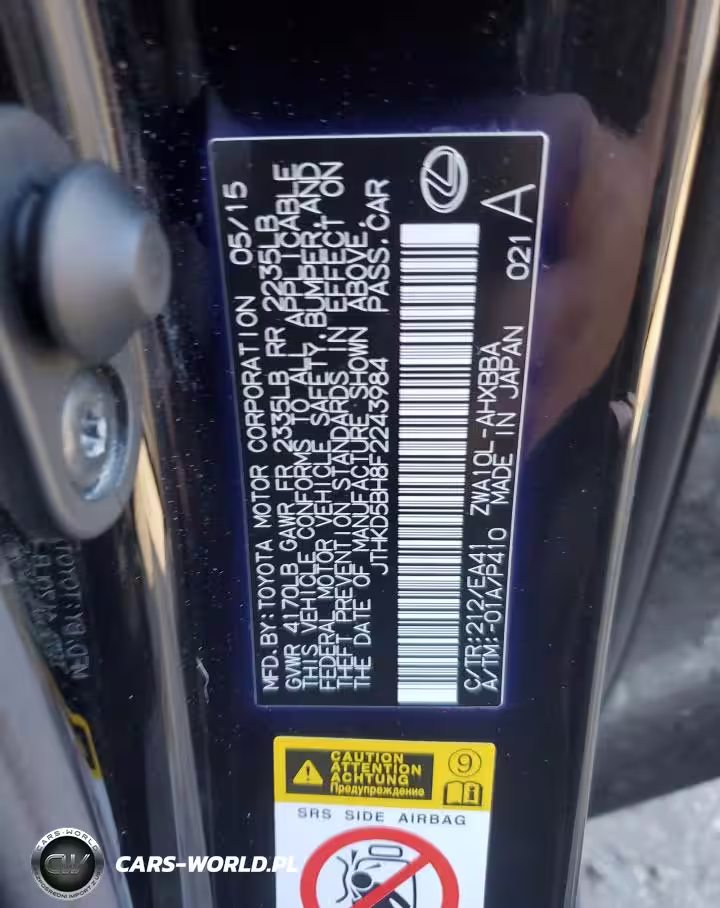 MFD.BY:TOYOTA MOTOR CORPORATION 05/15
GVWR 4170LB GAWR FR 2335LB RR 2235LB
THIS VEHICLE CONFORMS TO ALL APPLICABLE
FEDERAL MOTOR VEHICLE SAFETY, BUMPER, AND
THEFT PREVENTION STANDARDS IN EFFECT ON
THE DATE OF MANUFACTURE SHOWN ABOVE.
JTHKD5BH8F2243984 PASS.CAR
C/TR:212/EA41 ZWA10L-AHXBBA 021
A/TM:-01A/P410 MADE IN JAPAN A
CAUTION
ATTENTION
ACHTUNG
Предупреждение
9
i
SRS SIDE AIRBAG
CARS-WORLD
CW
CARS-WORLD.PL